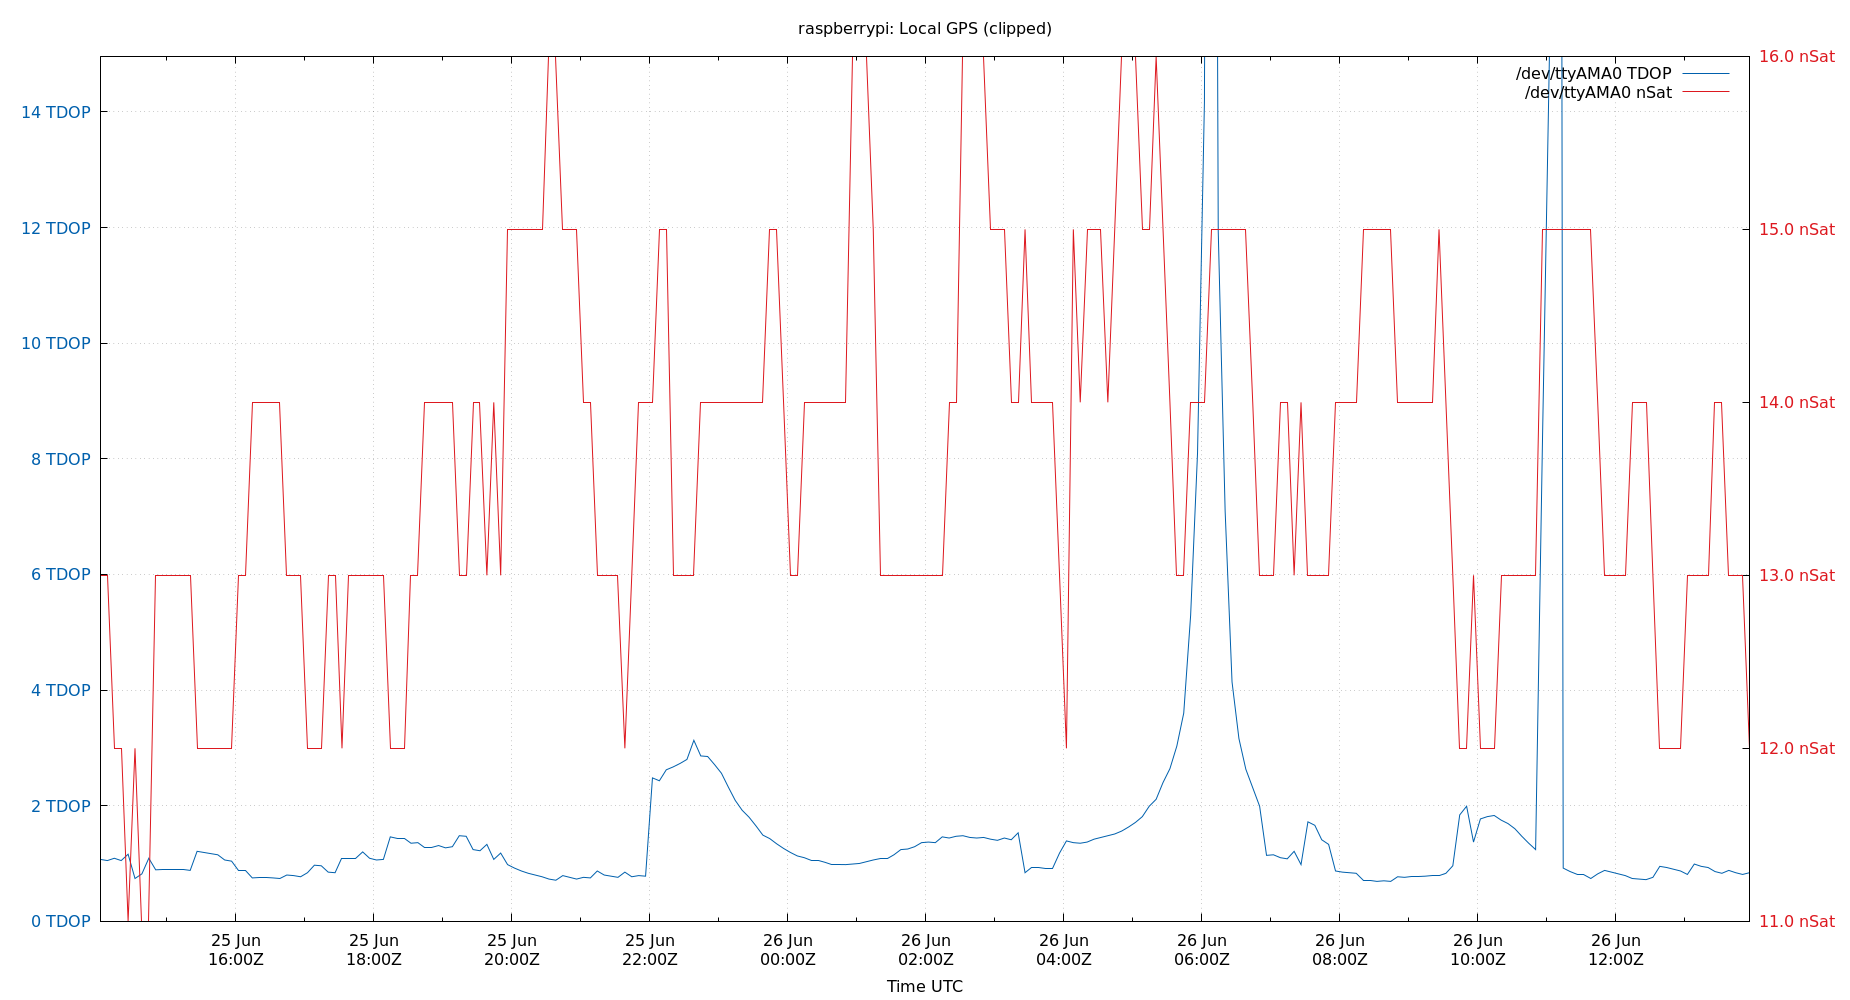 raspberrypi: Local GPS (clipped)
/dev/ttyAMA0 TDOP
/dev/ttyAMA0 nSat
14 TDOP
12 TDOP
10 TDOP
8 TDOP
6 TDOP
4 TDOP
2 TDOP
0 TDOP
16.0 nSat
15.0 nSat
14.0 nSat
13.0 nSat
12.0 nSat
11.0 nSat
25 Jun
16:00Z
25 Jun
18:00Z
25 Jun
20:00Z
25 Jun
22:00Z
26 Jun
00:00Z
26 Jun
02:00Z
26 Jun
04:00Z
26 Jun
06:00Z
26 Jun
08:00Z
26 Jun
10:00Z
26 Jun
12:00Z
Time UTC